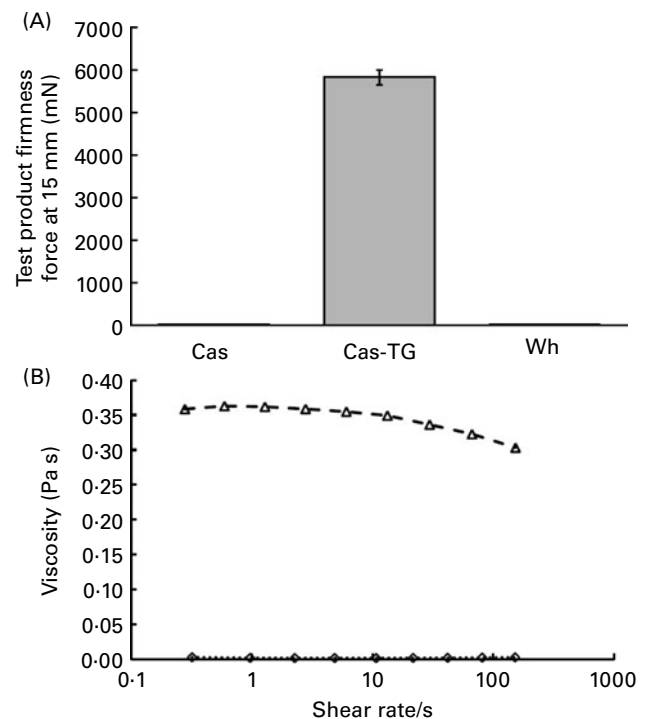 (A)
Test product firmness
force at 15 mm (mN)
7000
6000
5000
4000
3000
2000
1000
0
Cas
Cas-TG
Wh
(B)
Viscosity (Pa s)
0·40
0·35
0·30
0·25
0·20
0·15
0·10
0·05
0·00
0·1
1
10
100
1000
Shear rate/s